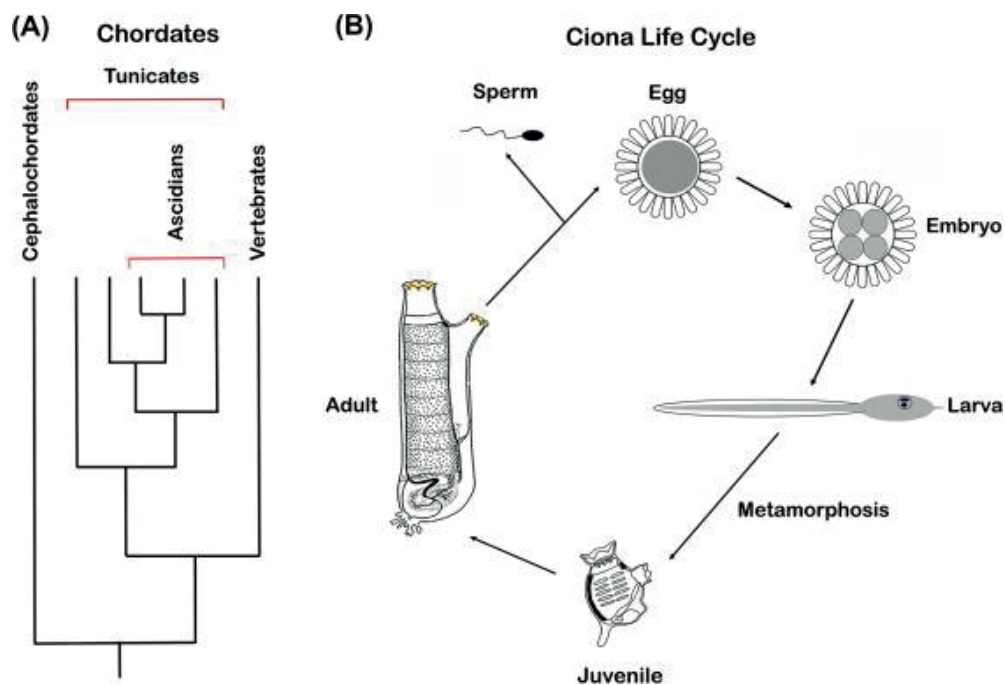 (A)
Chordates
Tunicates
Cephalochordates
Ascidians
Vertebrates
(B)
Ciona Life Cycle
Sperm
Egg
Embryo
Adult
Larva
Metamorphosis
Juvenile